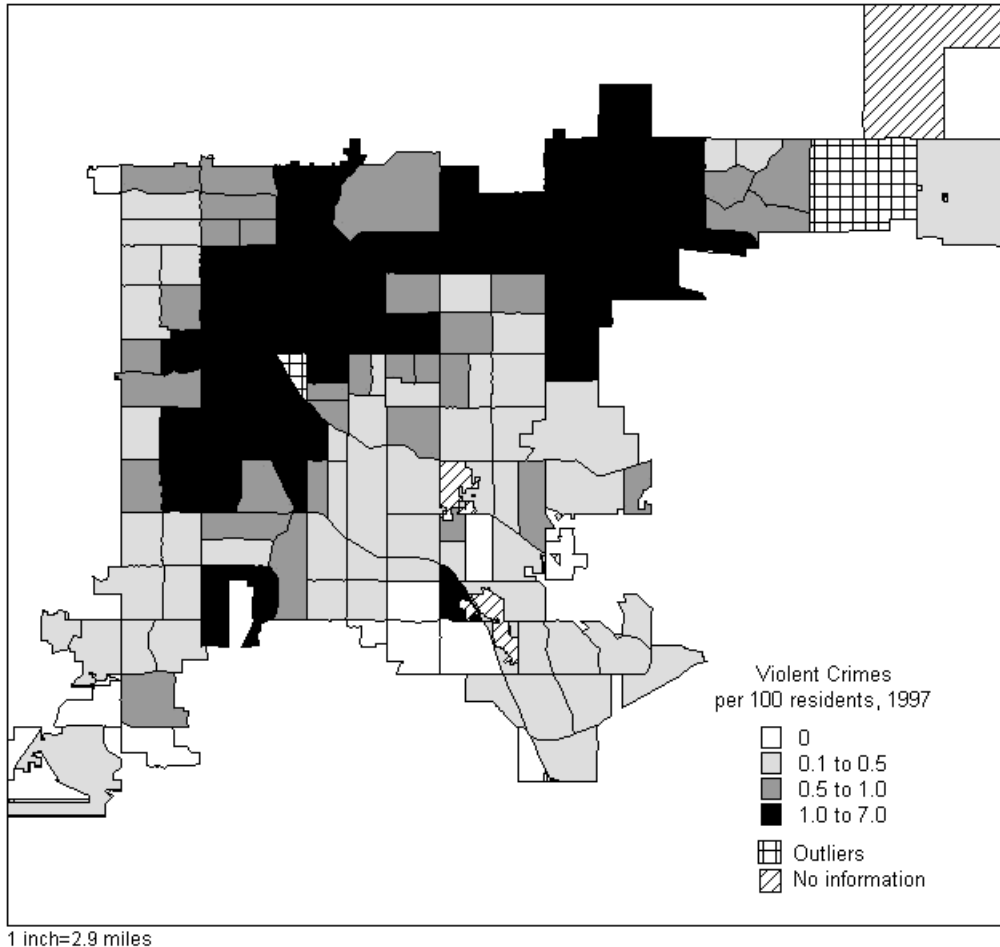 Violent Crimes
per 100 residents, 1997
0
0.1 to 0.5
0.5 to 1.0
1.0 to 7.0
Outliers
No information
1 inch=2.9 miles